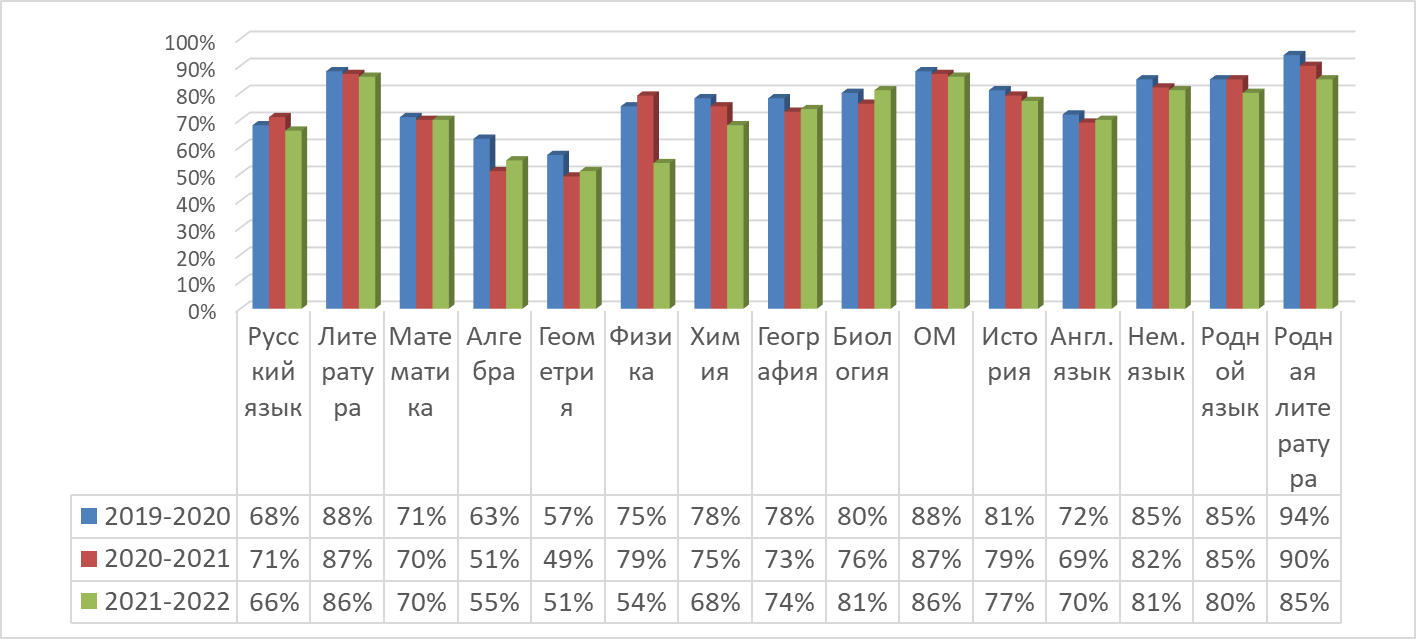 100%
90%
80%
70%
60%
50%
40%
30%
20%
10%
0%
Русс Лите Мате Алге Геом Физи Хим Геогр Биол ОМ Исто Англ. Нем. Родн Родн
кий рату мати бра етри ка ия афия огия рия язык язык ой ая
язык ра ка я язык лите
рату
ра
2019-2020 68% 88% 71% 63% 57% 75% 78% 78% 80% 88% 81% 72% 85% 85% 94%
2020-2021 71% 87% 70% 51% 49% 79% 75% 73% 76% 87% 79% 69% 82% 85% 90%
2021-2022 66% 86% 70% 55% 51% 54% 68% 74% 81% 86% 77% 70% 81% 80% 85%